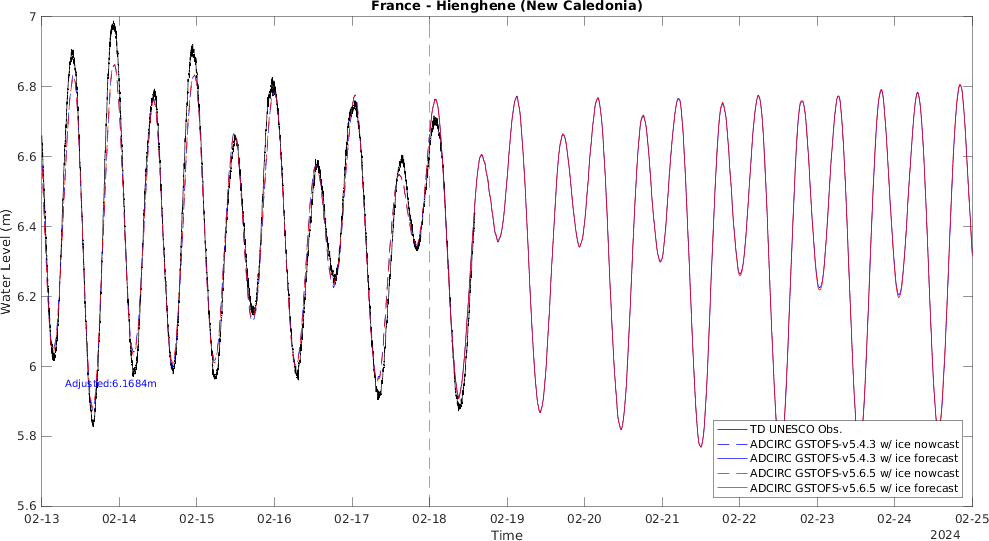 France - Hienghene (New Caledonia)
7
6.8
6.6
6.4
6.2
6
5.8
5.6
Water Level (m)
Adjusted:6.1684m
TD UNESCO Obs.
ADCIRC GSTOFS-v5.4.3 w/ ice nowcast
ADCIRC GSTOFS-v5.4.3 w/ ice forecast
ADCIRC GSTOFS-v5.6.5 w/ ice nowcast
ADCIRC GSTOFS-v5.6.5 w/ ice forecast
02-13 02-14 02-15 02-16 02-17 02-18 02-19 02-20 02-21 02-22 02-23 02-24 02-25
Time
2024